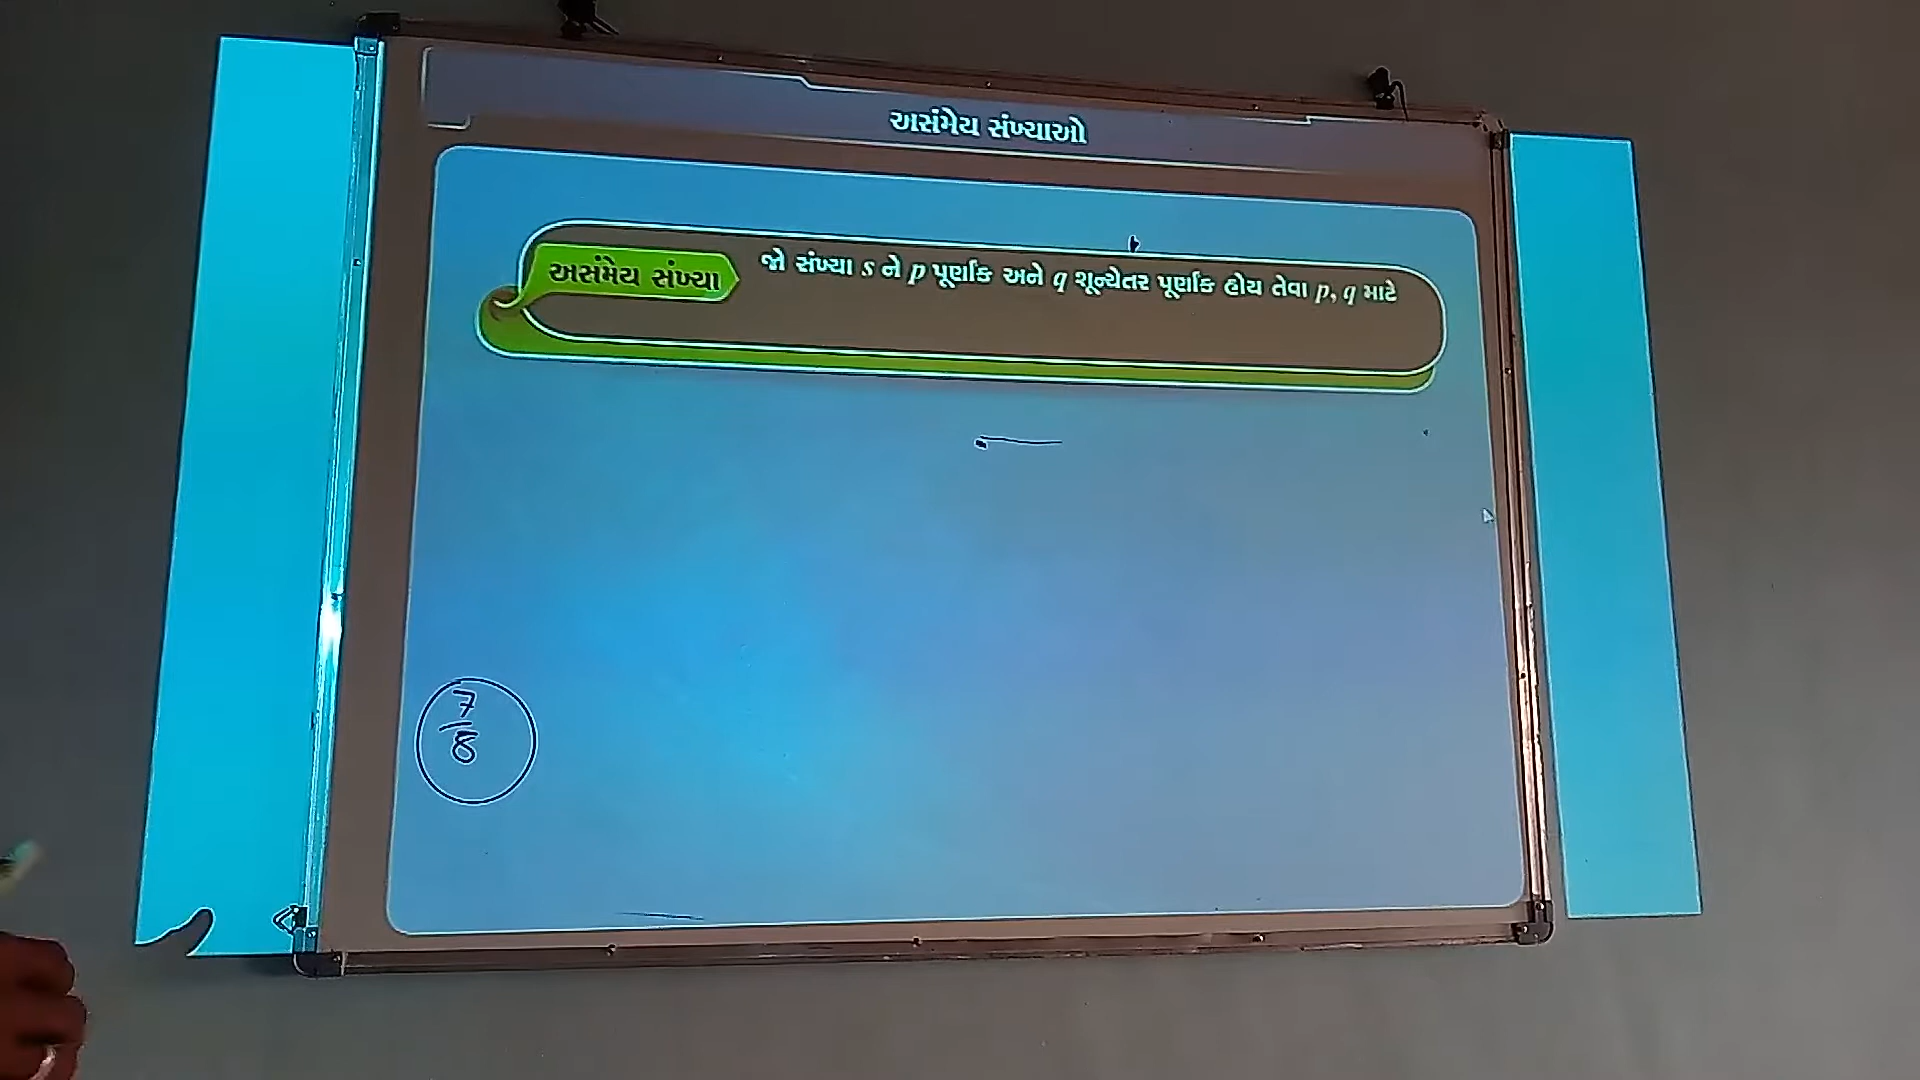 અસંમેય સંખ્યાઓ
અસંમેય સંખ્યા
જો સંખ્યા s ને p પૂર્ણાંક અને q શૂન્યેતર પૂર્ણાંક હોય તેવા p, q માટે
7
8